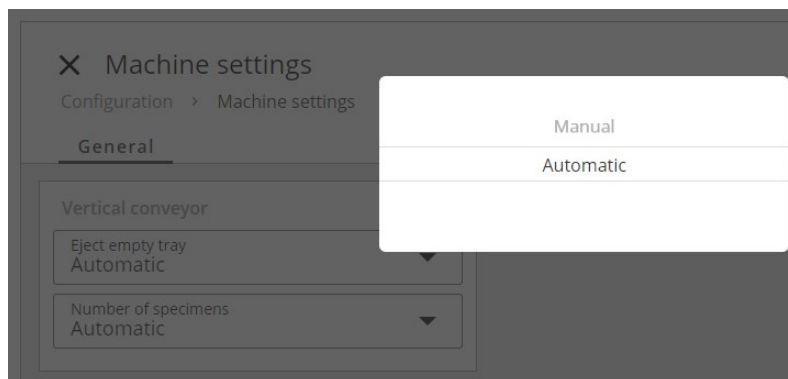 Machine settings
Configuration > Machine settings
General
Manual
Automatic
Vertical conveyor
Eject empty tray
Automatic
Number of specimens
Automatic